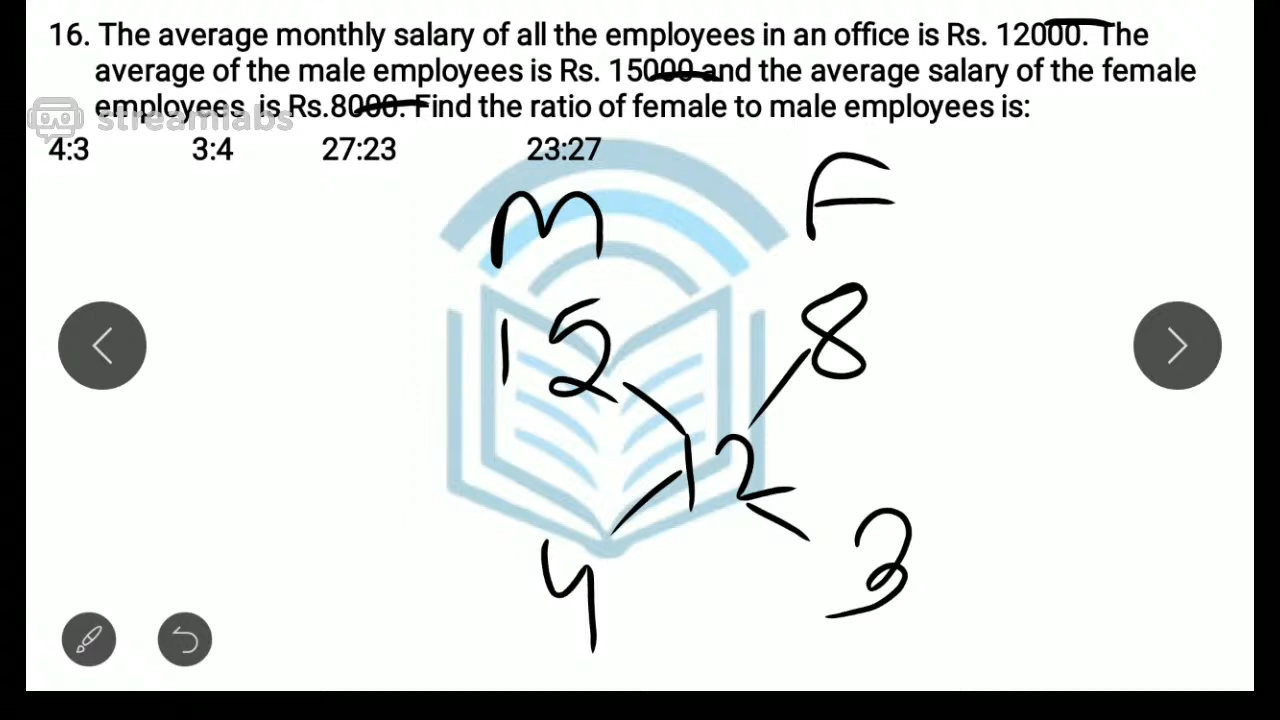 16. The average monthly salary of all the employees in an office is Rs. 12000. The
average of the male employees is Rs. 15000 and the average salary of the female
employees is Rs.8000. Find the ratio of female to male employees is:
streamlabs
4:3 3:4 27:23 23:27
M F
15 8
12
4 3